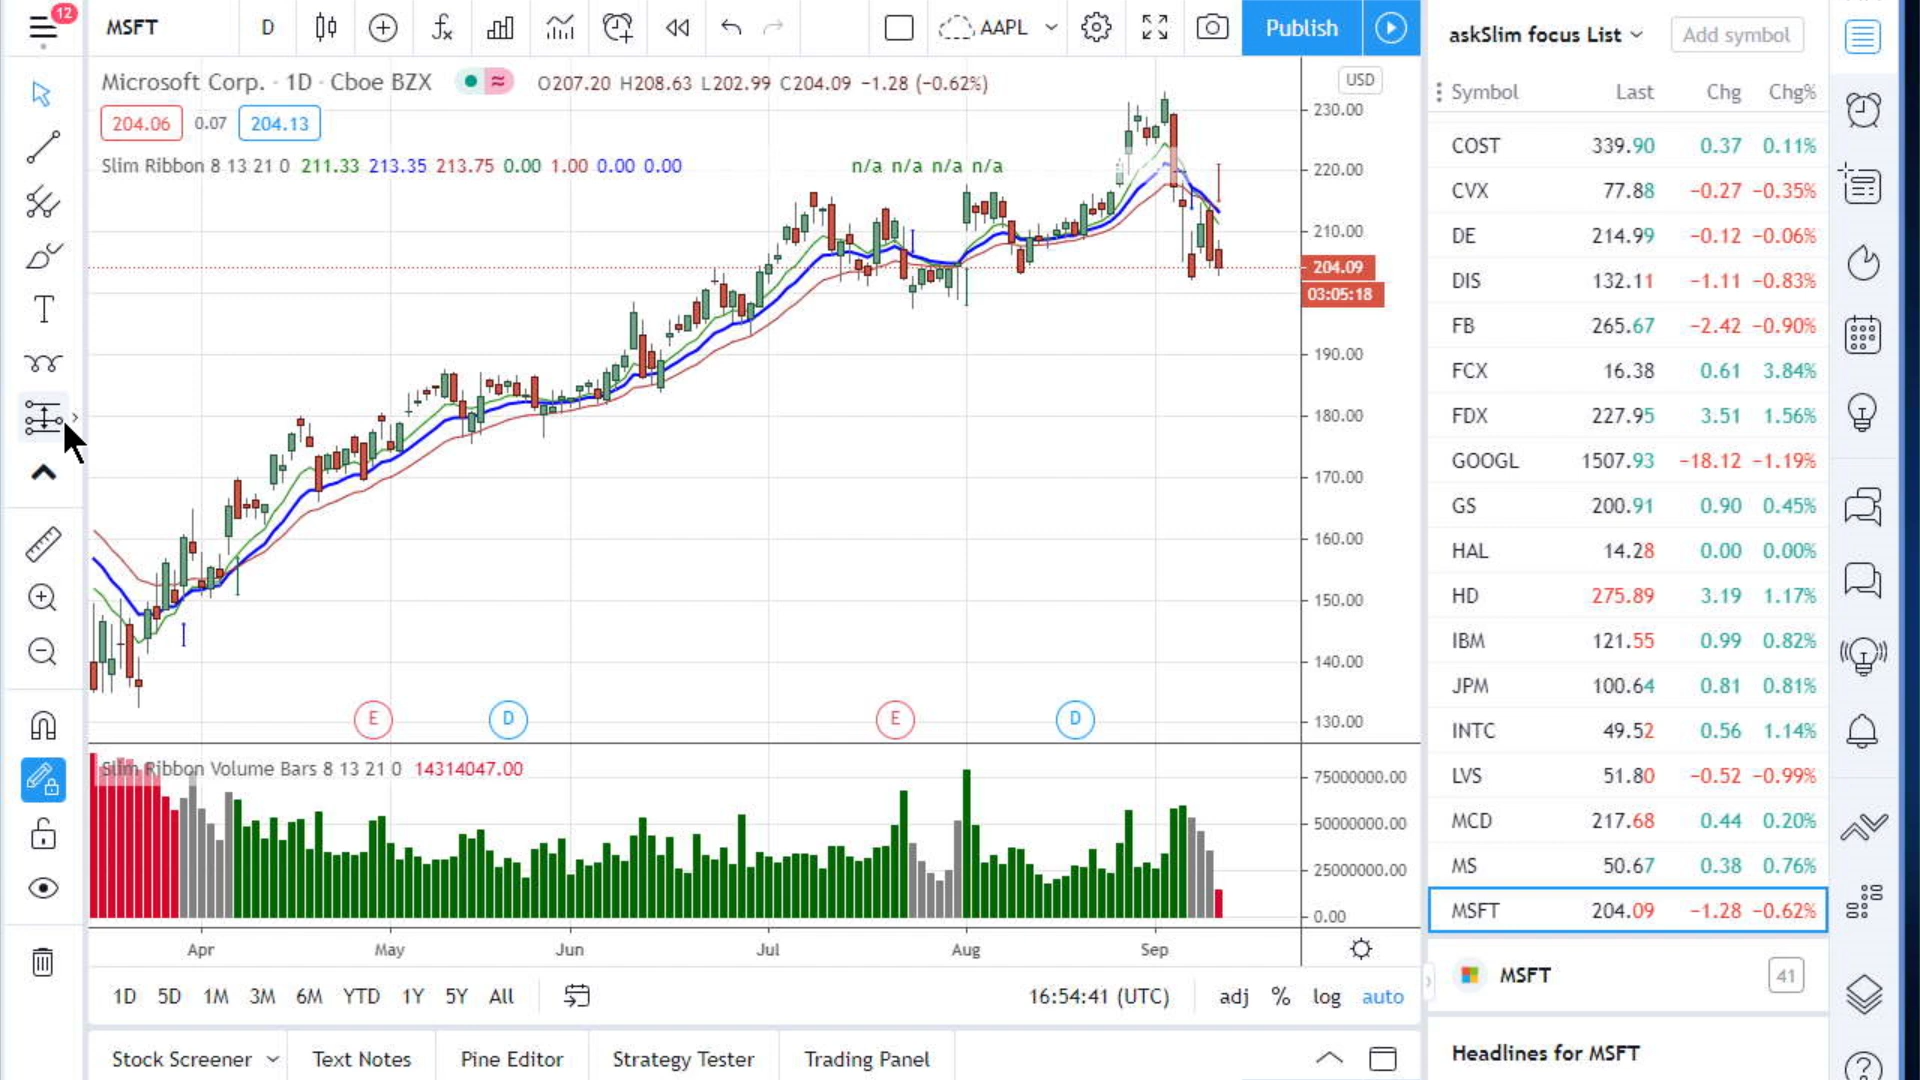 12
MSFT D AAPL Publish
Microsoft Corp. · 1D · Cboe BZX O207.20 H208.63 L202.99 C204.09 −1.28 (−0.62%)
204.06 0.07 204.13
Slim Ribbon 8 13 21 0 211.33 213.35 213.75 0.00 1.00 0.00 0.00 n/a n/a n/a n/a
USD
230.00
220.00
210.00
204.09
03:05:18
190.00
180.00
170.00
160.00
150.00
140.00
130.00
E D E D
Slim Ribbon Volume Bars 8 13 21 0 14314047.00
75000000.00
50000000.00
25000000.00
0.00
Apr May Jun Jul Aug Sep
1D 5D 1M 3M 6M YTD 1Y 5Y All 16:54:41 (UTC) adj % log auto
Stock Screener Text Notes Pine Editor Strategy Tester Trading Panel
askSlim focus List Add symbol
Symbol Last Chg Chg%
COST 339.90 0.37 0.11%
CVX 77.88 −0.27 −0.35%
DE 214.99 −0.12 −0.06%
DIS 132.11 −1.11 −0.83%
FB 265.67 −2.42 −0.90%
FCX 16.38 0.61 3.84%
FDX 227.95 3.51 1.56%
GOOGL 1507.93 −18.12 −1.19%
GS 200.91 0.90 0.45%
HAL 14.28 0.00 0.00%
HD 275.89 3.19 1.17%
IBM 121.55 0.99 0.82%
JPM 100.64 0.81 0.81%
INTC 49.52 0.56 1.14%
LVS 51.80 −0.52 −0.99%
MCD 217.68 0.44 0.20%
MS 50.67 0.38 0.76%
MSFT 204.09 −1.28 −0.62%
MSFT 41
Headlines for MSFT